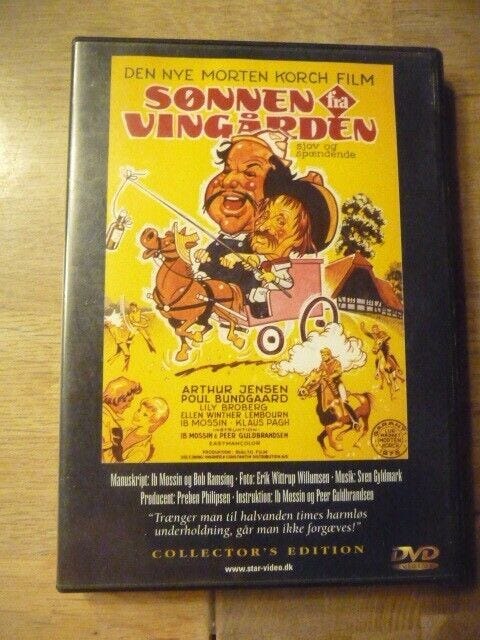 DEN NYE MORTEN KORCH FILM
SØNNEN fra
VINGÅRDEN
sjov og
spændende
ARTHUR JENSEN
POUL BUNDGAARD
LILY BROBERG
ELLEN WINTHER LEMBOURN
IB MOSSIN · KLAUS PAGH
INSTRUKTION:
IB MOSSIN & PEER GULDBRANDSEN
EASTMANCOLOR
Manuskript: Ib Mossin og Bob Ramsing · Foto: Erik Wittrup Willumsen · Musik: Sven Gyldmark
Producent: Preben Philipsen · Instruktion: Ib Mossin og Peer Guldbrandsen
“Trænger man til halvanden times harmløs
underholdning, går man ikke forgæves!”
COLLECTOR'S EDITION
www.star-video.dk
DVD
VIDEO